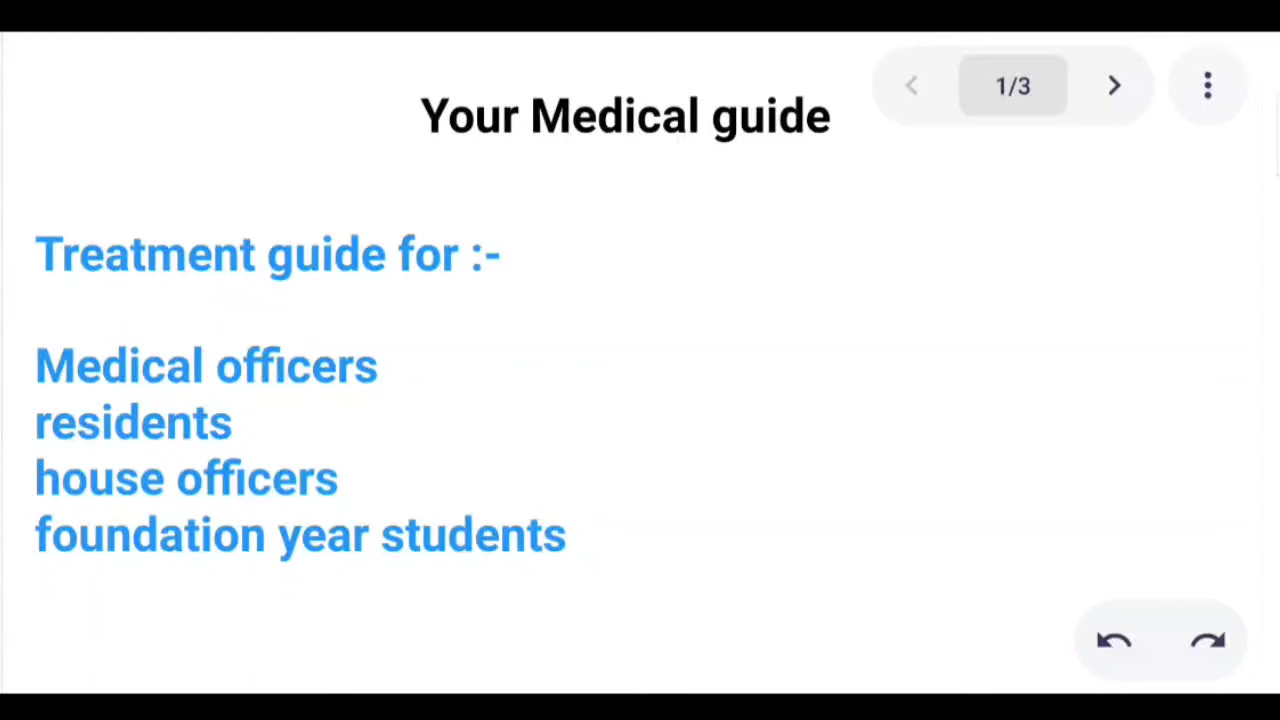 Your Medical guide
1/3
Treatment guide for :-
Medical officers
residents
house officers
foundation year students